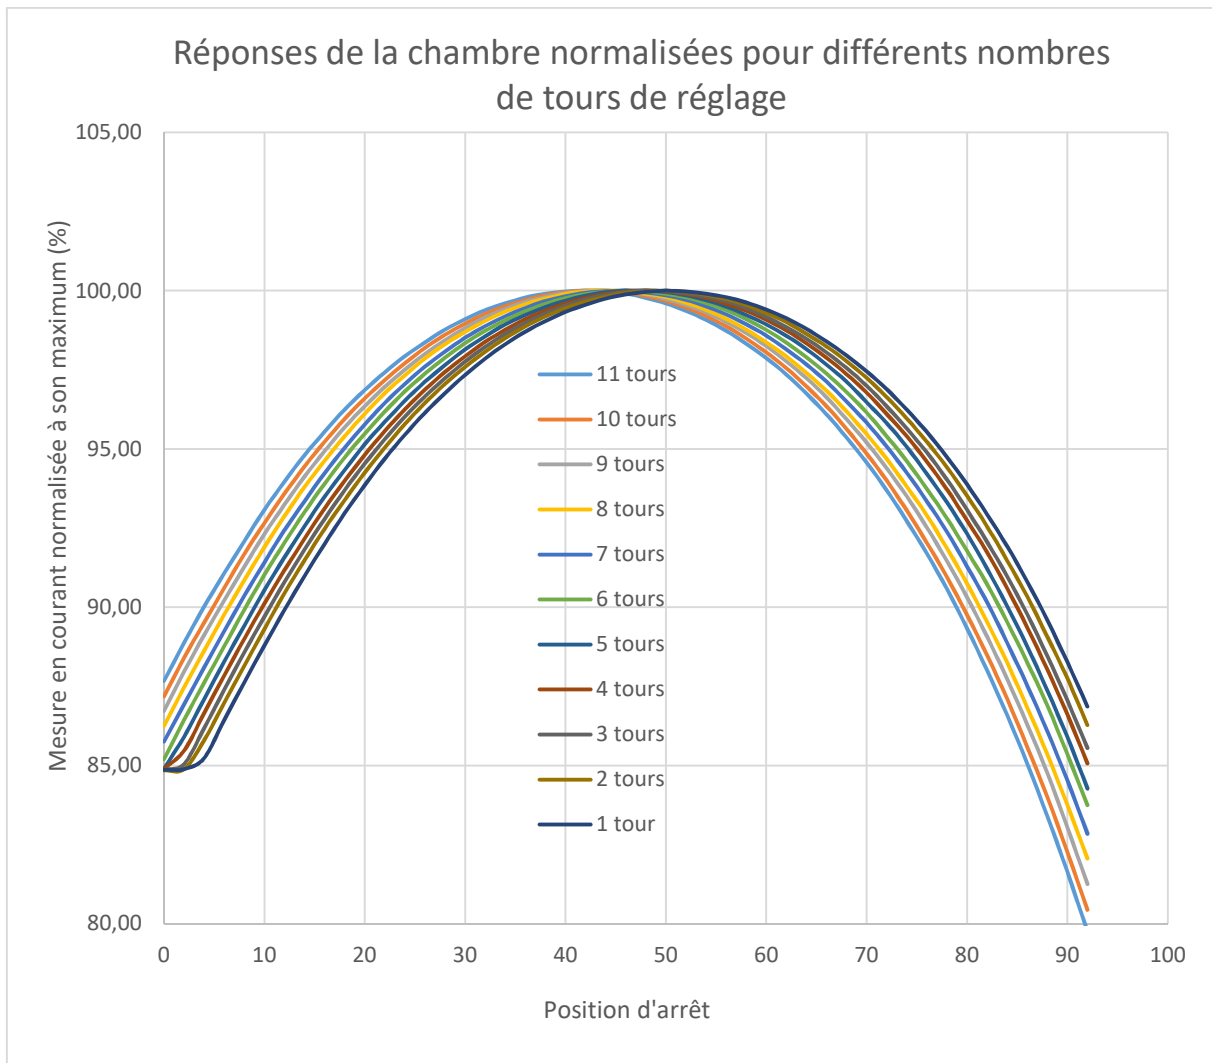 Réponses de la chambre normalisées pour différents nombres
de tours de réglage
Mesure en courant normalisée à son maximum (%)
105,00
100,00
95,00
90,00
85,00
80,00
11 tours
10 tours
9 tours
8 tours
7 tours
6 tours
5 tours
4 tours
3 tours
2 tours
1 tour
0 10 20 30 40 50 60 70 80 90 100
Position d'arrêt